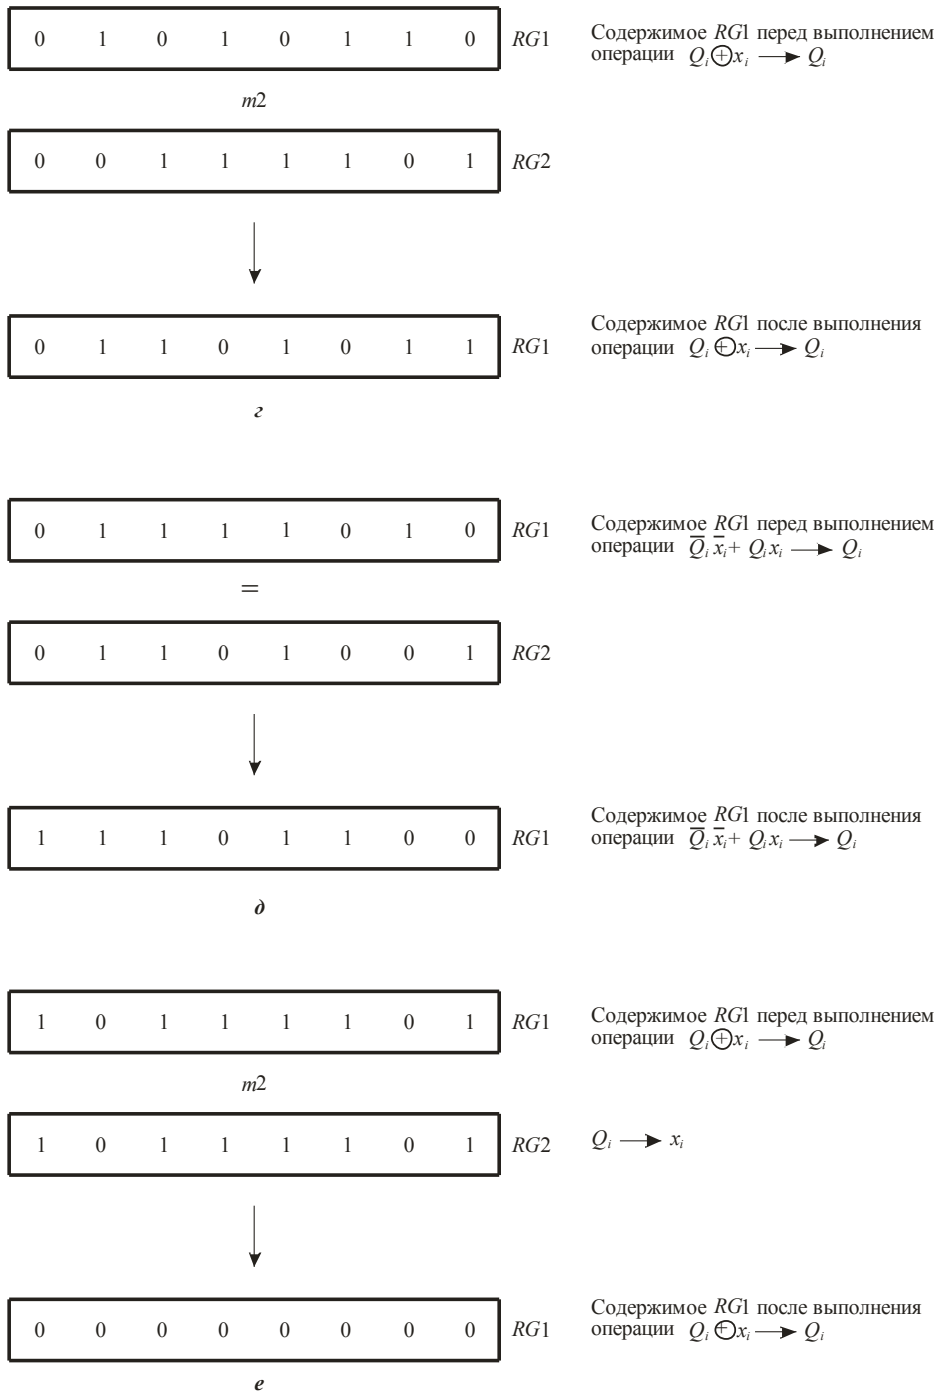 0 1 0 1 0 1 1 0 RG1 Содержимое RG1 перед выполнением
операции Qᵢ ⊕ xᵢ ⟶ Qᵢ
m2
0 0 1 1 1 1 0 1 RG2
0 1 1 0 1 0 1 1 RG1 Содержимое RG1 после выполнения
операции Qᵢ ⊕ xᵢ ⟶ Qᵢ
г
0 1 1 1 1 0 1 0 RG1 Содержимое RG1 перед выполнением
операции Q̅ᵢ x̅ᵢ + Qᵢ xᵢ ⟶ Qᵢ
=
0 1 1 0 1 0 0 1 RG2
1 1 1 0 1 1 0 0 RG1 Содержимое RG1 после выполнения
операции Q̅ᵢ x̅ᵢ + Qᵢ xᵢ ⟶ Qᵢ
д
1 0 1 1 1 1 0 1 RG1 Содержимое RG1 перед выполнением
операции Qᵢ ⊕ xᵢ ⟶ Qᵢ
m2
1 0 1 1 1 1 0 1 RG2 Qᵢ ⟶ xᵢ
0 0 0 0 0 0 0 0 RG1 Содержимое RG1 после выполнения
операции Qᵢ ⊕ xᵢ ⟶ Qᵢ
е